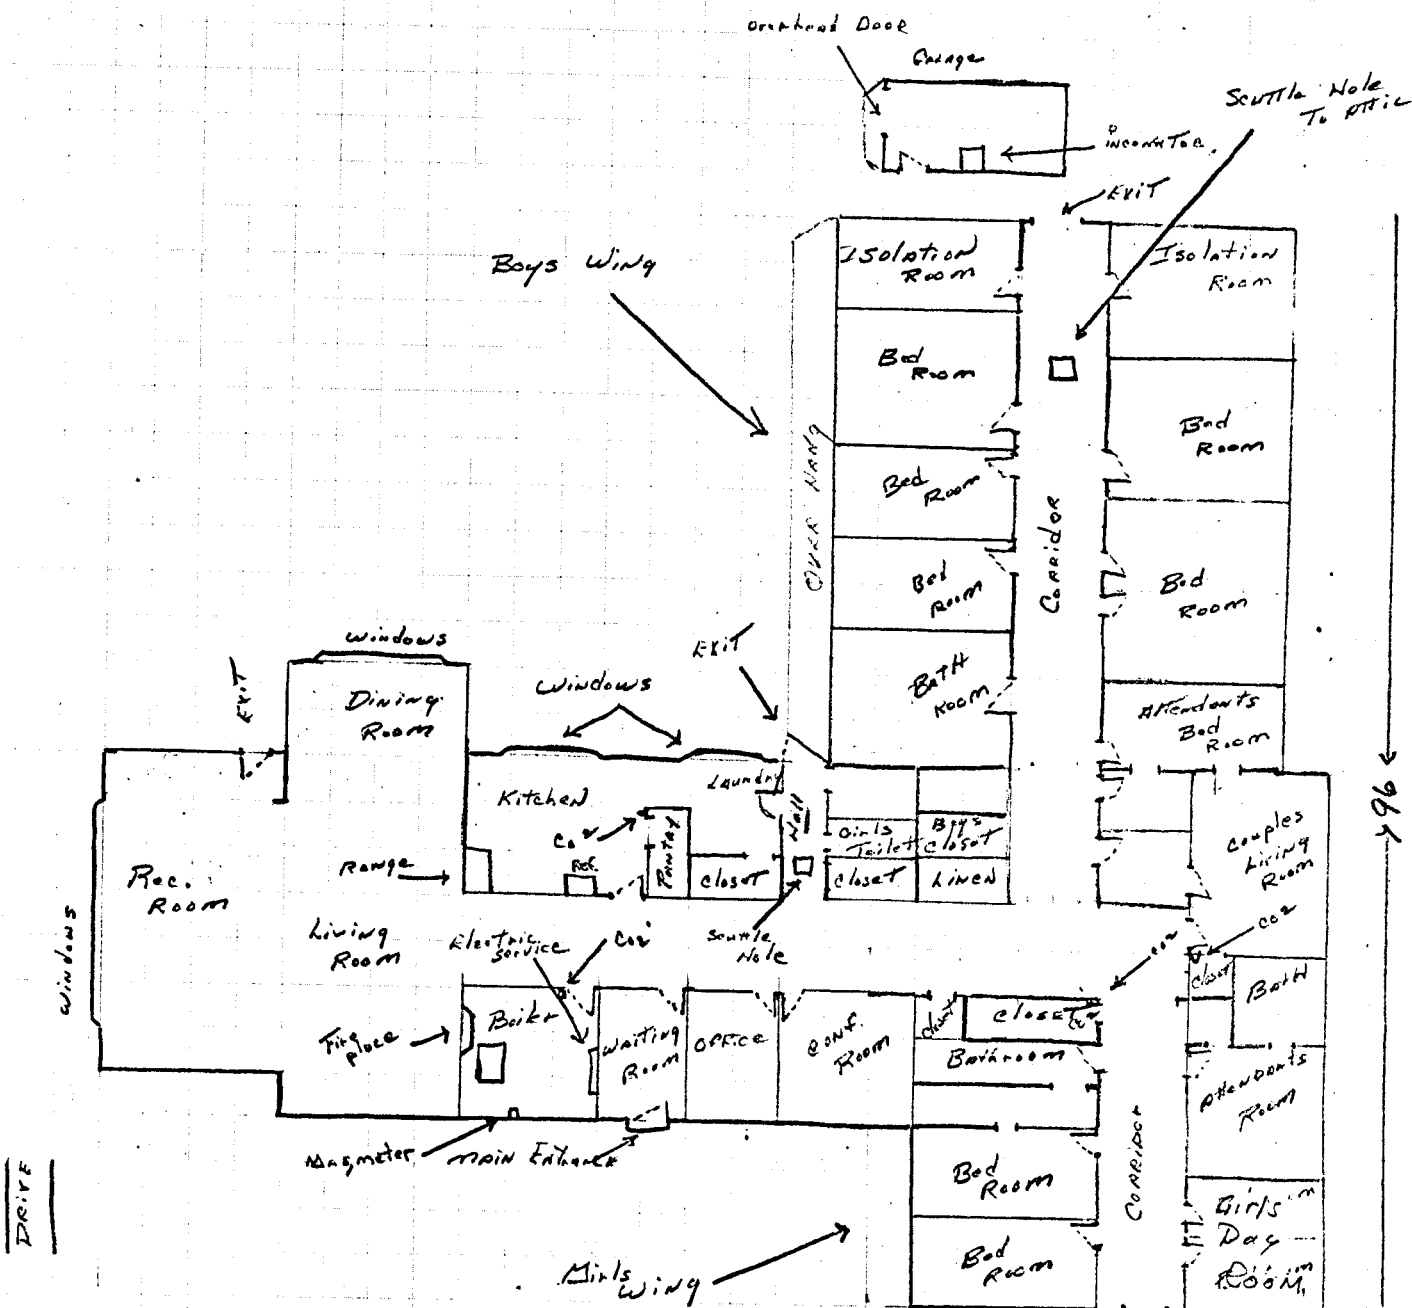 Overhead Door
Garage
Scuttle Hole
To Attic
EXIT
Boys Wing
Isolation
Room
Isolation
Room
Bed
Room
Bed
Room
Over Hang
Bed
Room
Corridor
Bed
Room
Bed
Room
Windows
EXIT
EXIT
Dining
Room
Windows
Bath
Room
Attendants
Bed
Room
Laundry
Kitchen
Hall
CO2
Pantry
Girls
Toilet
Boys
Closet
Couples
Living
Room
96
Range
Ref.
Closet
Closet
Linen
Rec.
Room
Windows
Living
Room
Electric
Service
CO2
Scuttle
Hole
CO2
CO2
Closet
Bath
Fire
place
Boiler
Waiting
Room
Office
Conf.
Room
Closet
Closet
CO2
Bathroom
Attendants
Room
Gas meter
Main Entrance
Bed
Room
Corridor
DRIVE
Girls
Wing
Bed
Room
Girls'
Day
Room